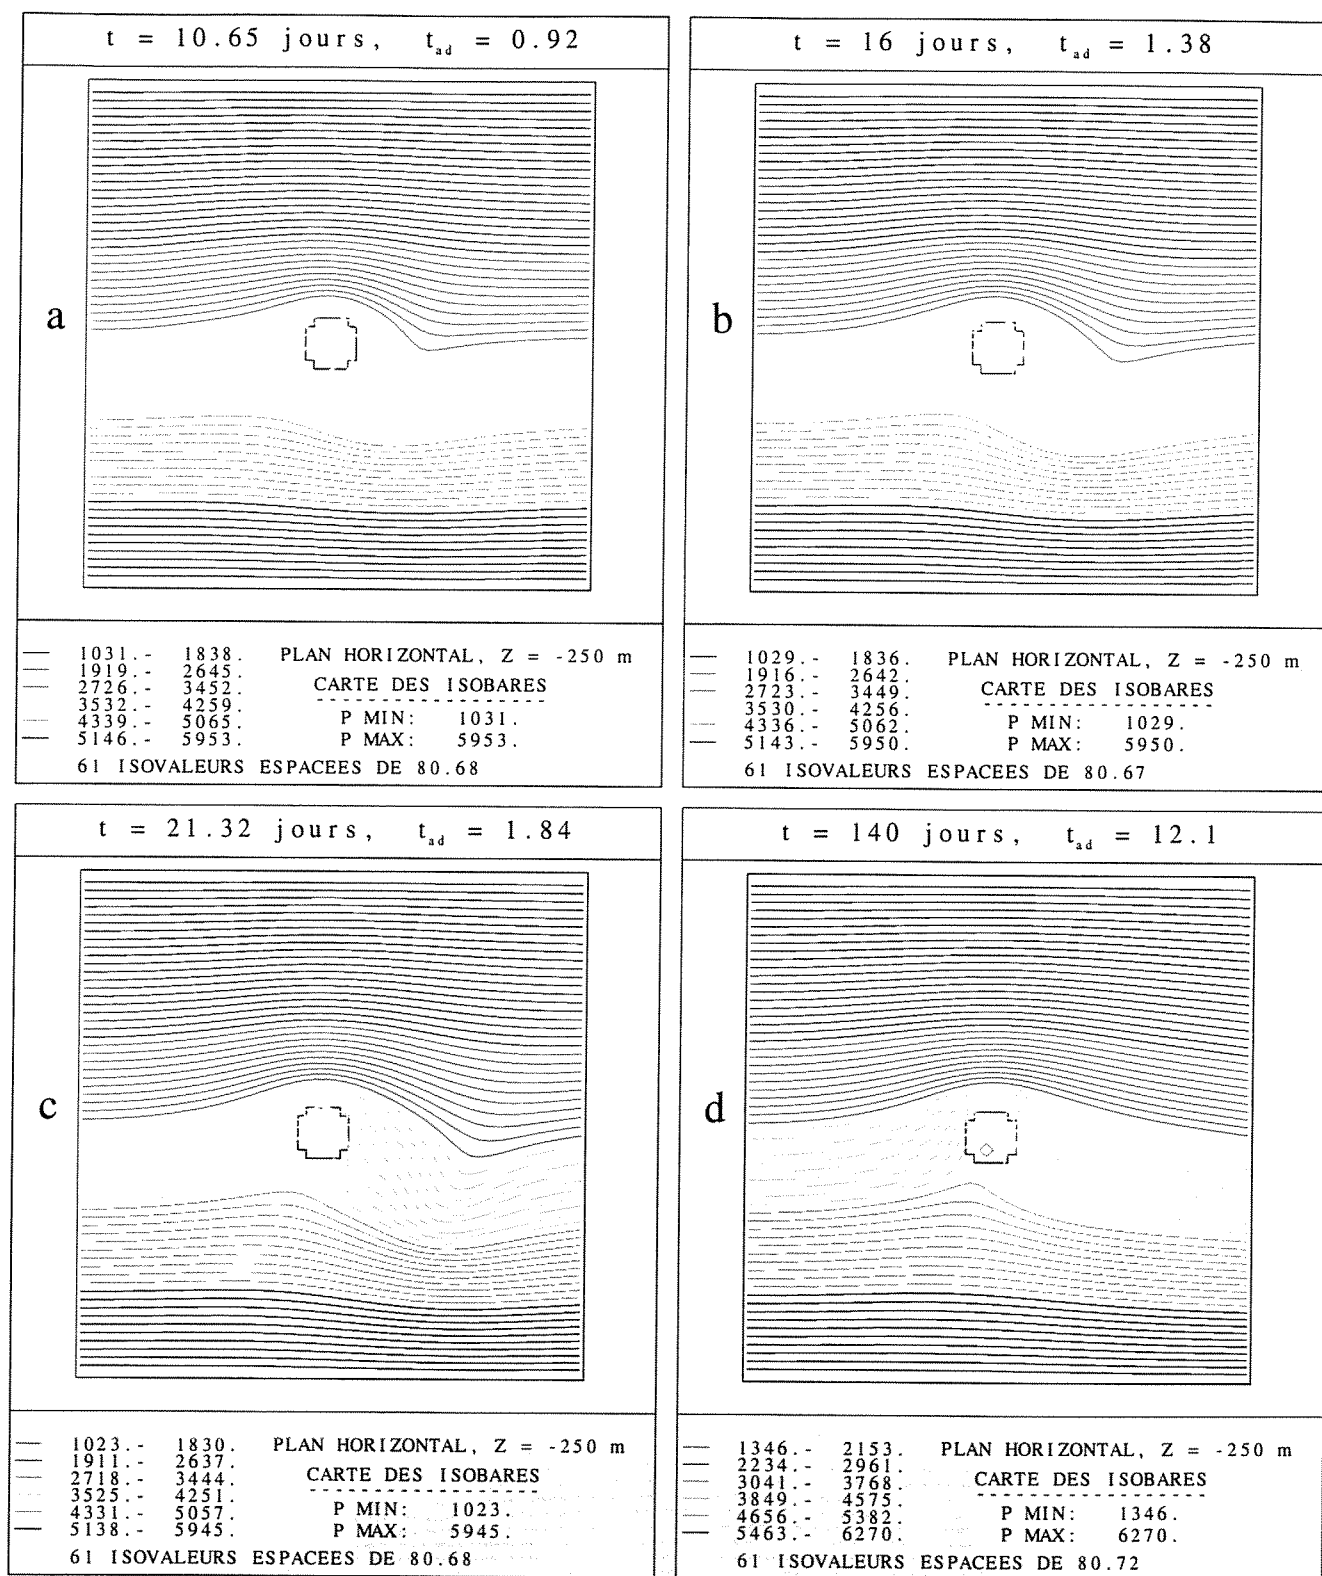 t = 10.65 jours, t_ad = 0.92
a
1031.- 1838. PLAN HORIZONTAL, Z = -250 m
1919.- 2645.
2726.- 3452. CARTE DES ISOBARES
3532.- 4259. ------------------
4339.- 5065. P MIN: 1031.
5146.- 5953. P MAX: 5953.
61 ISOVALEURS ESPACEES DE 80.68
t = 16 jours, t_ad = 1.38
b
1029.- 1836. PLAN HORIZONTAL, Z = -250 m
1916.- 2642.
2723.- 3449. CARTE DES ISOBARES
3530.- 4256. ------------------
4336.- 5062. P MIN: 1029.
5143.- 5950. P MAX: 5950.
61 ISOVALEURS ESPACEES DE 80.67
t = 21.32 jours, t_ad = 1.84
c
1023.- 1830. PLAN HORIZONTAL, Z = -250 m
1911.- 2637.
2718.- 3444. CARTE DES ISOBARES
3525.- 4251. ------------------
4331.- 5057. P MIN: 1023.
5138.- 5945. P MAX: 5945.
61 ISOVALEURS ESPACEES DE 80.68
t = 140 jours, t_ad = 12.1
d
1346.- 2153. PLAN HORIZONTAL, Z = -250 m
2234.- 2961.
3041.- 3768. CARTE DES ISOBARES
3849.- 4575. ------------------
4656.- 5382. P MIN: 1346.
5463.- 6270. P MAX: 6270.
61 ISOVALEURS ESPACEES DE 80.72